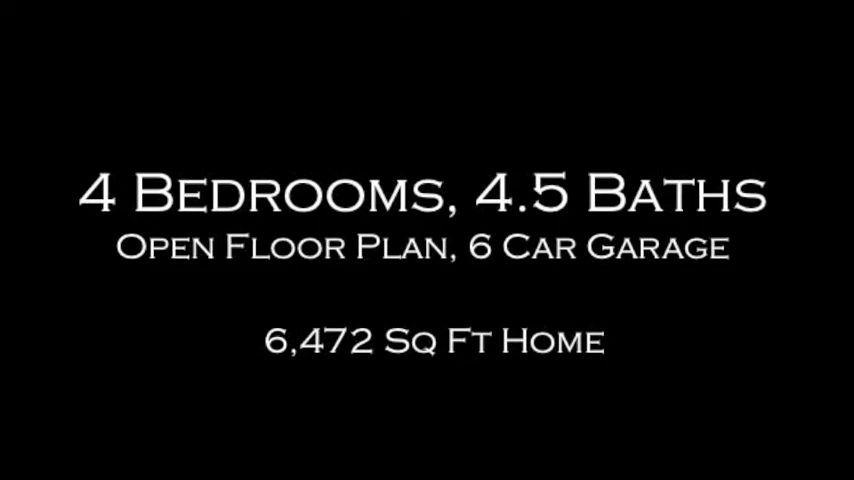 4 Bedrooms, 4.5 Baths
Open Floor Plan, 6 Car Garage
6,472 Sq Ft Home